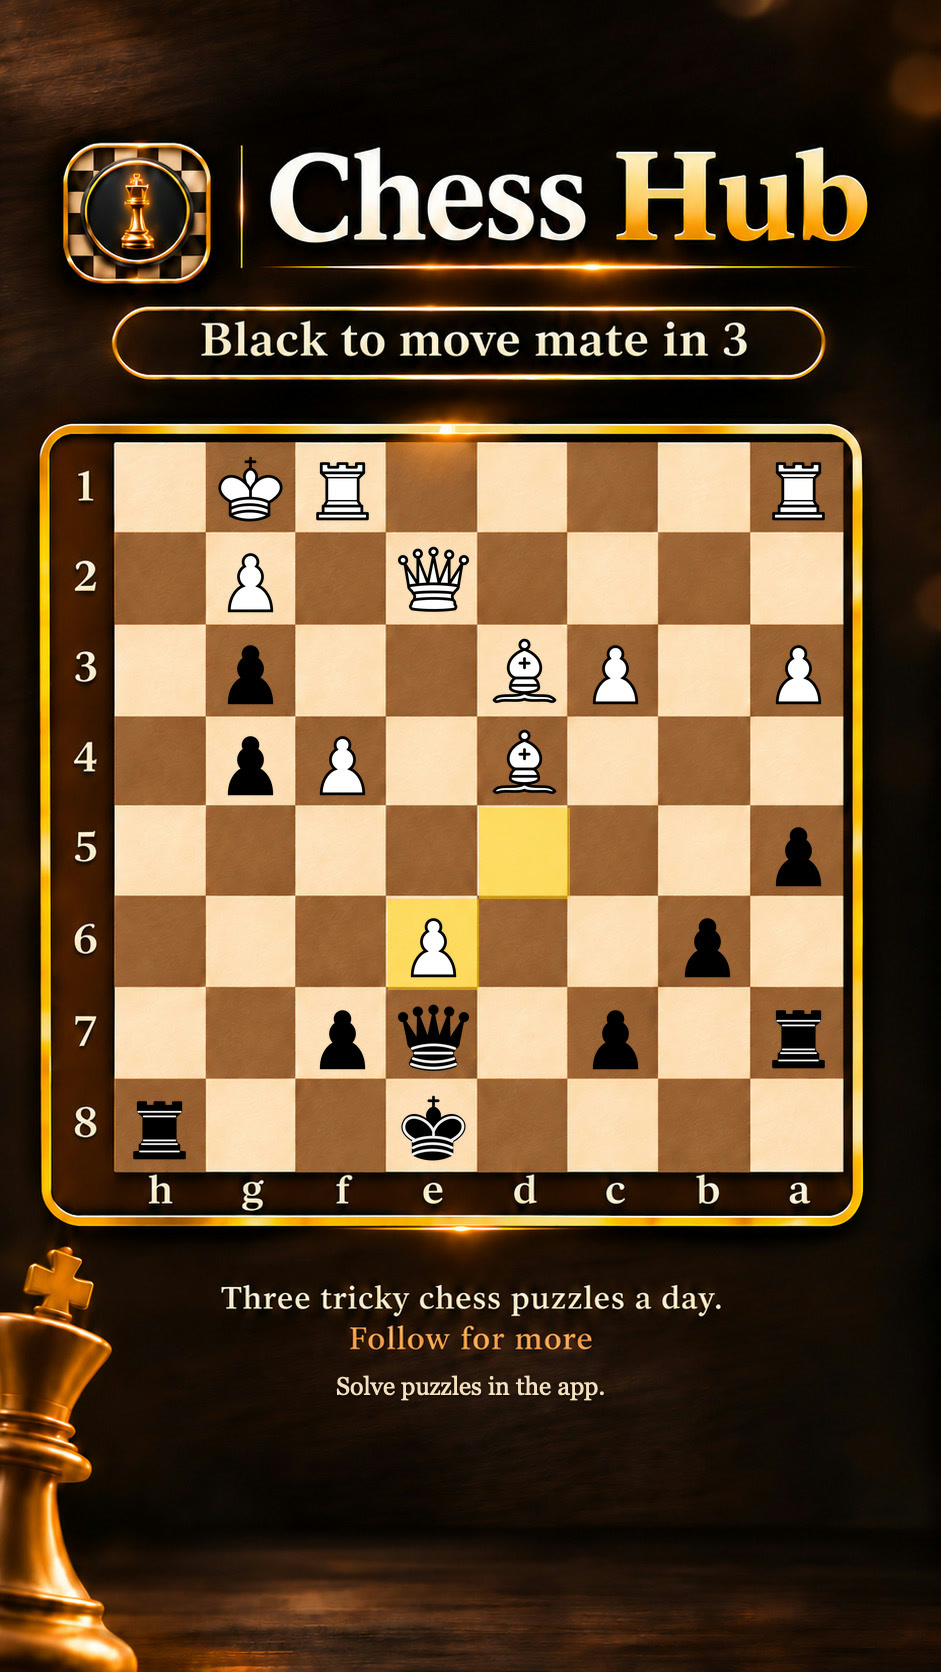 Chess Hub
Black to move mate in 3
1
2
3
4
5
6
7
8
h g f e d c b a
Three tricky chess puzzles a day.
Follow for more
Solve puzzles in the app.